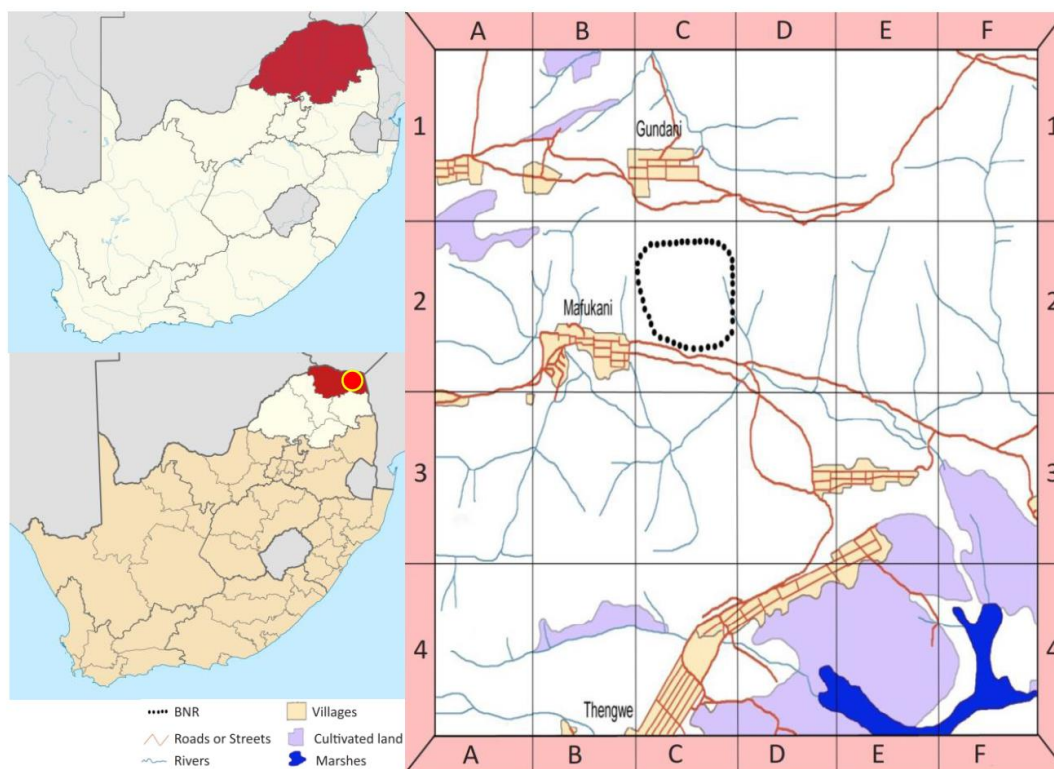 A B C D E F
1 1
Gundani
2 2
Mafukani
3 3
4 4
Thengwe
A B C D E F
BNR Villages
Roads or Streets Cultivated land
Rivers Marshes